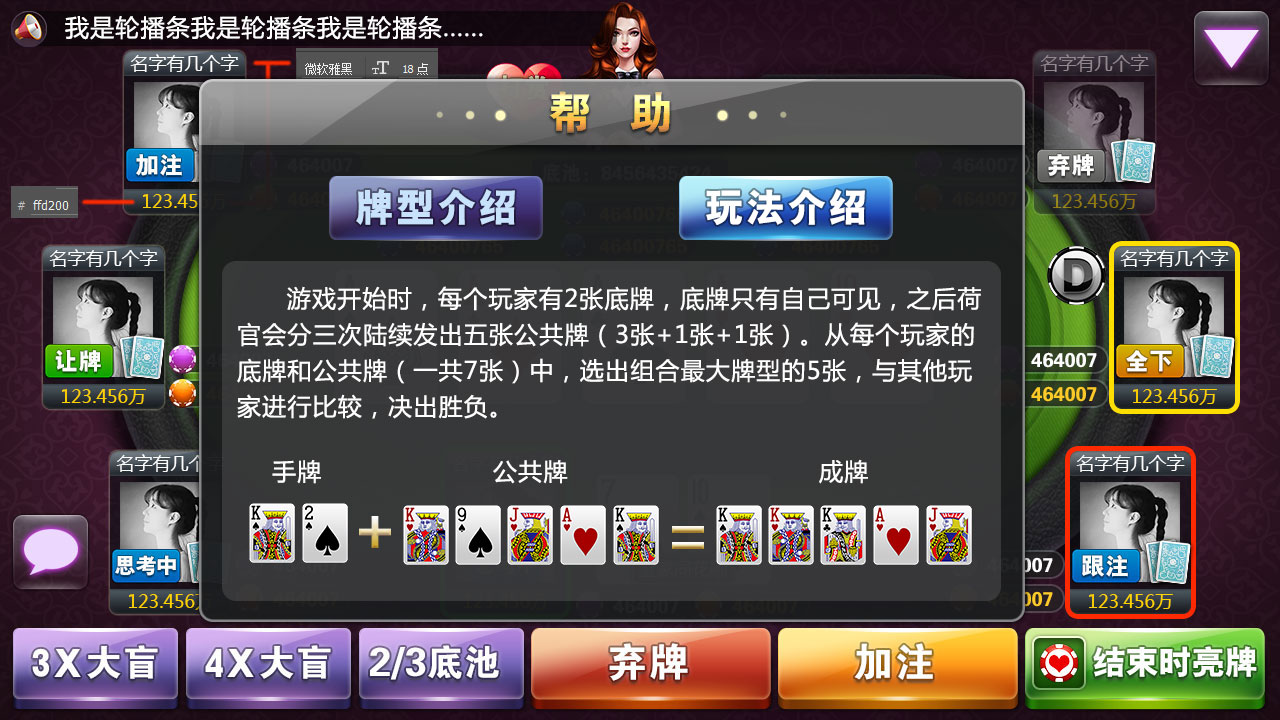 我是轮播条我是轮播条我是轮播条......
名字有几个字
微软雅黑 T 18 点
名字有几个字
帮 助
加注
弃牌
123.45
123.456万
# ffd200
牌型介绍
玩法介绍
名字有几个字
名字有几个字
D
让牌
全下
464007
464007
123.456万
123.456万
游戏开始时，每个玩家有2张底牌，底牌只有自己可见，之后荷
官会分三次陆续发出五张公共牌（3张+1张+1张）。从每个玩家的
底牌和公共牌（一共7张）中，选出组合最大牌型的5张，与其他玩
家进行比较，决出胜负。
名字有几个
名字有几个字
手牌
公共牌
成牌
K 2 + K 9 J A K = K K K A J
思考中
跟注
007
007
123.456
123.456万
3X大盲
4X大盲
2/3底池
弃牌
加注
结束时亮牌